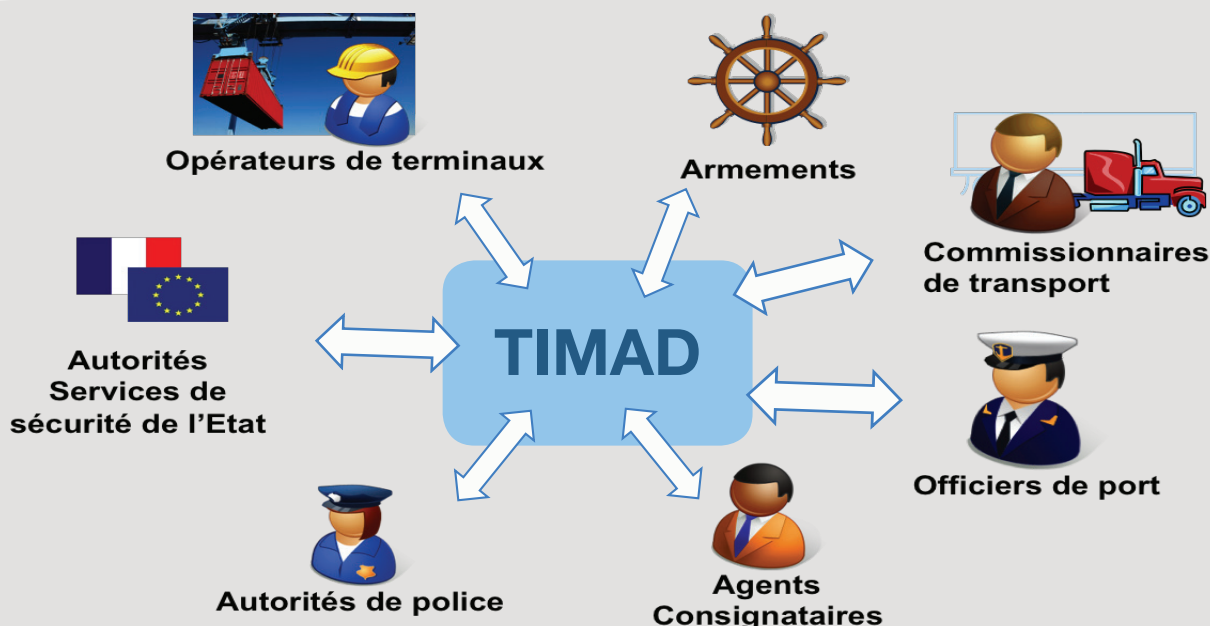 Opérateurs de terminaux
Armements
Commissionnaires
de transport
TIMAD
Autorités
Services de
sécurité de l'Etat
Officiers de port
Autorités de police
Agents
Consignataires